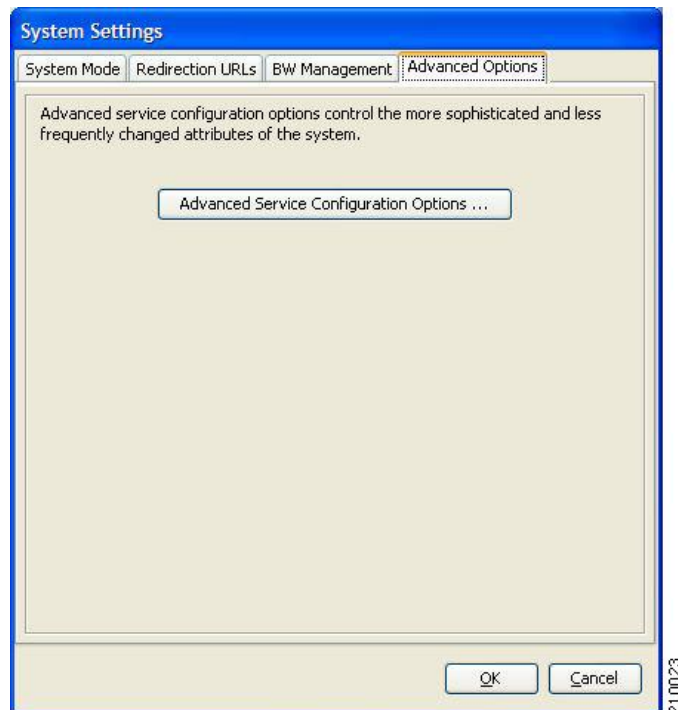 System Settings
System Mode Redirection URLs BW Management Advanced Options
Advanced service configuration options control the more sophisticated and less
frequently changed attributes of the system.
Advanced Service Configuration Options ...
OK Cancel
210023